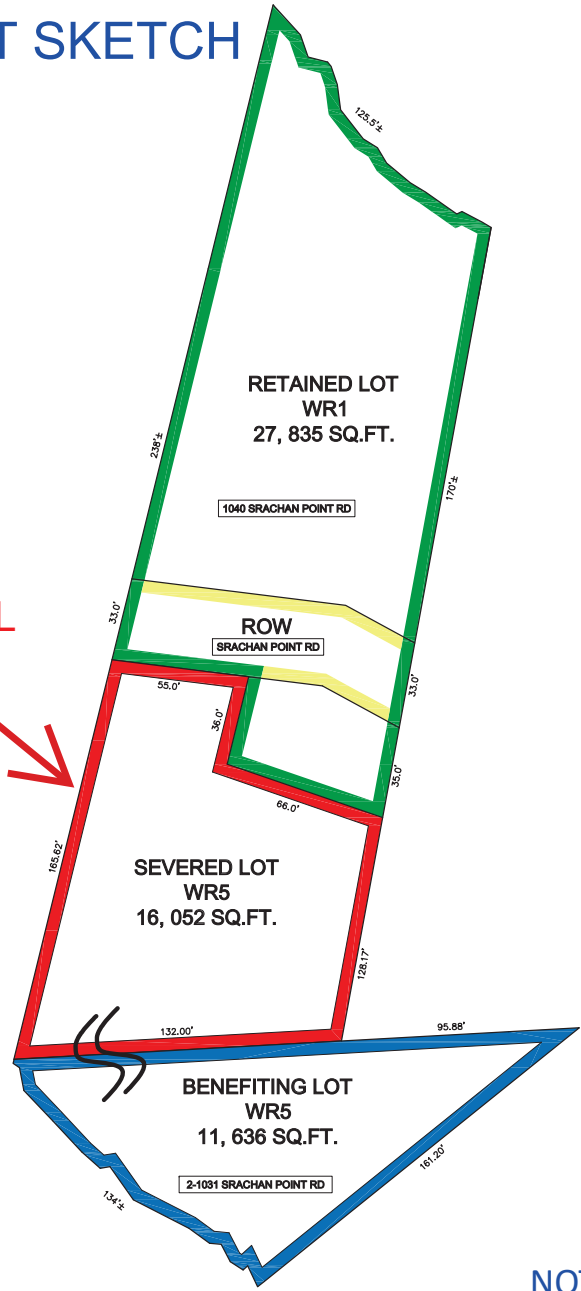 T SKETCH
125.5'±
RETAINED LOT
WR1
27, 835 SQ.FT.
238'±
170'±
1040 SRACHAN POINT RD
33.0'
ROW
SRACHAN POINT RD
L
33.0'
55.0'
36.0'
35.0'
66.0'
165.62'
SEVERED LOT
WR5
16, 052 SQ.FT.
128.17'
132.00'
95.88'
BENEFITING LOT
WR5
11, 636 SQ.FT.
161.20'
2-1031 SRACHAN POINT RD
134'±
NOT